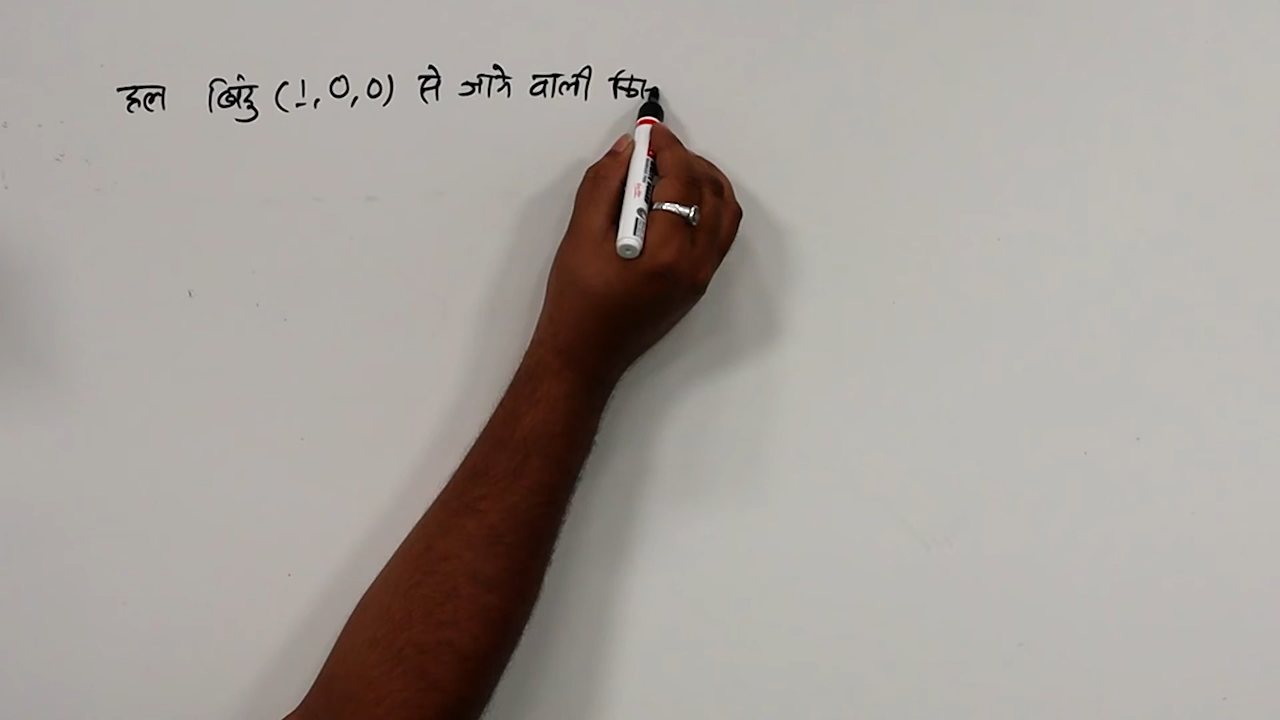 हल बिंदु (1, 0, 0) से जाने वाली